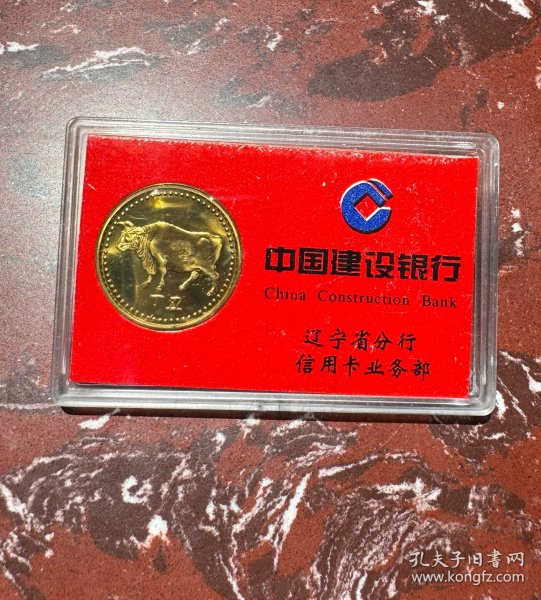 丁丑
中国建设银行
China Construction Bank
辽宁省分行
信用卡业务部
孔夫子旧书网
www.kongfz.com